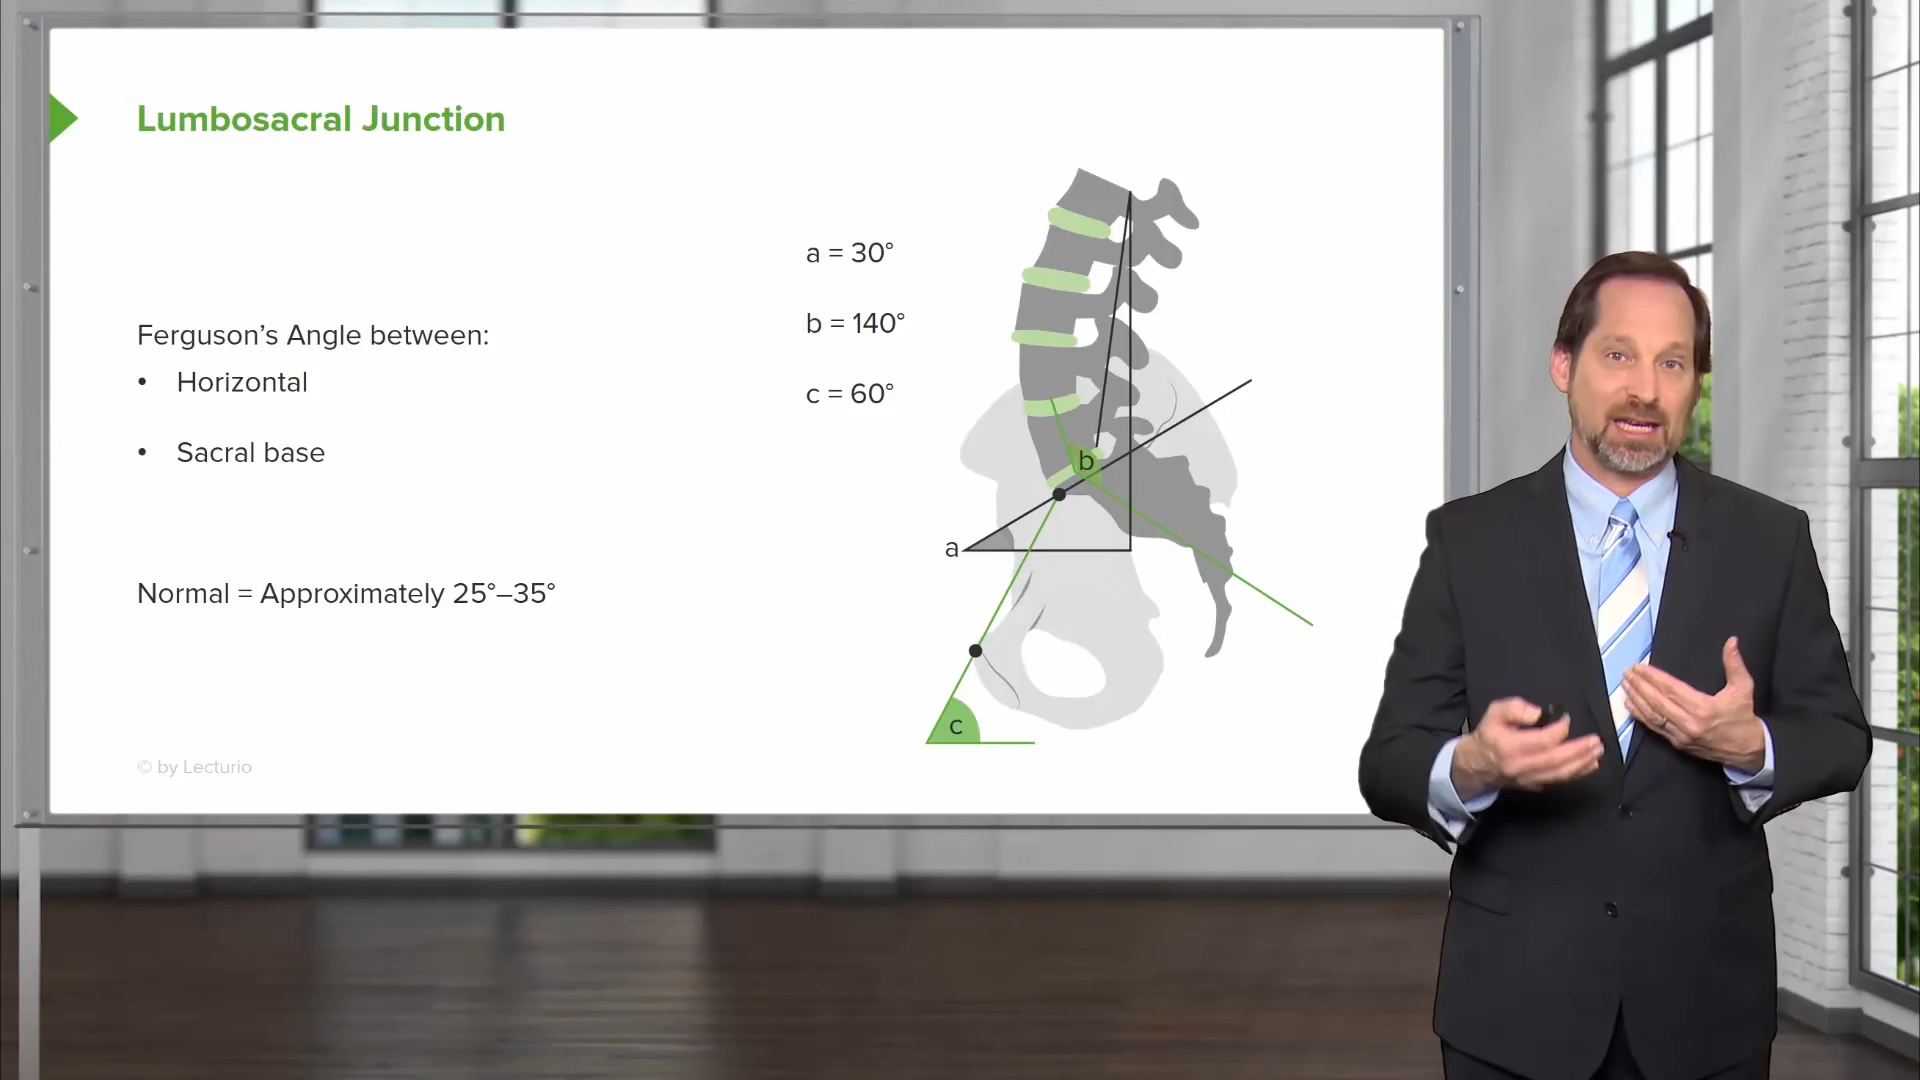 Lumbosacral Junction
Ferguson’s Angle between:
• Horizontal
• Sacral base
Normal = Approximately 25°–35°
a = 30°
b = 140°
c = 60°
b
a
c
© by Lecturio